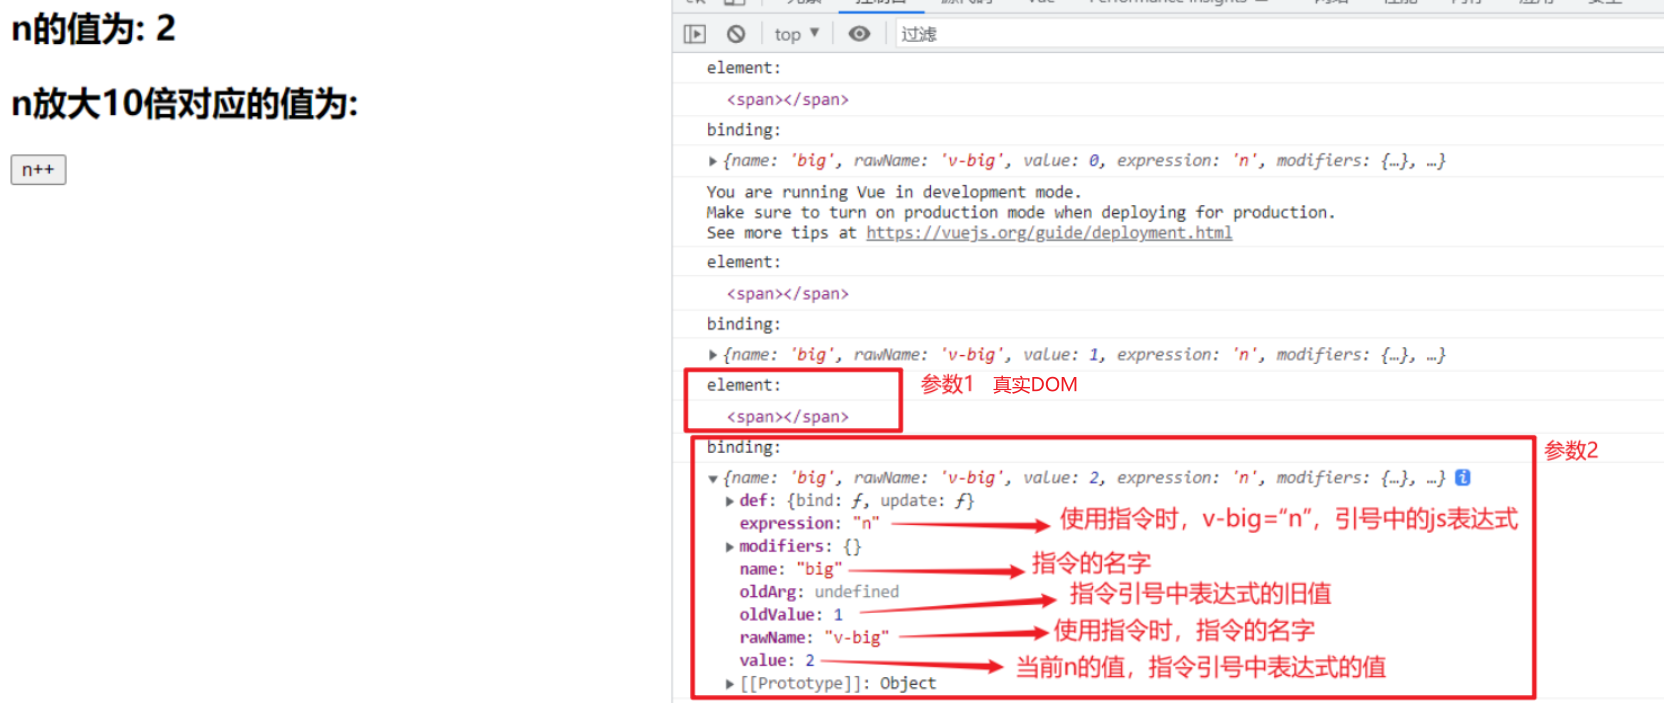 n的值为: 2
n放大10倍对应的值为:
n++
Performance insights
top ▼
过滤
element:
<span></span>
binding:
▶ {name: 'big', rawName: 'v-big', value: 0, expression: 'n', modifiers: {…}, …}
You are running Vue in development mode.
Make sure to turn on production mode when deploying for production.
See more tips at https://vuejs.org/guide/deployment.html
element:
<span></span>
binding:
▶ {name: 'big', rawName: 'v-big', value: 1, expression: 'n', modifiers: {…}, …}
element: 参数1 真实DOM
<span></span>
binding: 参数2
▼ {name: 'big', rawName: 'v-big', value: 2, expression: 'n', modifiers: {…}, …} i
▶ def: {bind: ƒ, update: ƒ}
expression: "n" 使用指令时，v-big=“n”，引号中的js表达式
▶ modifiers: {}
name: "big" 指令的名字
oldArg: undefined
oldValue: 1 指令引号中表达式的旧值
rawName: "v-big" 使用指令时，指令的名字
value: 2 当前n的值，指令引号中表达式的值
▶ [[Prototype]]: Object